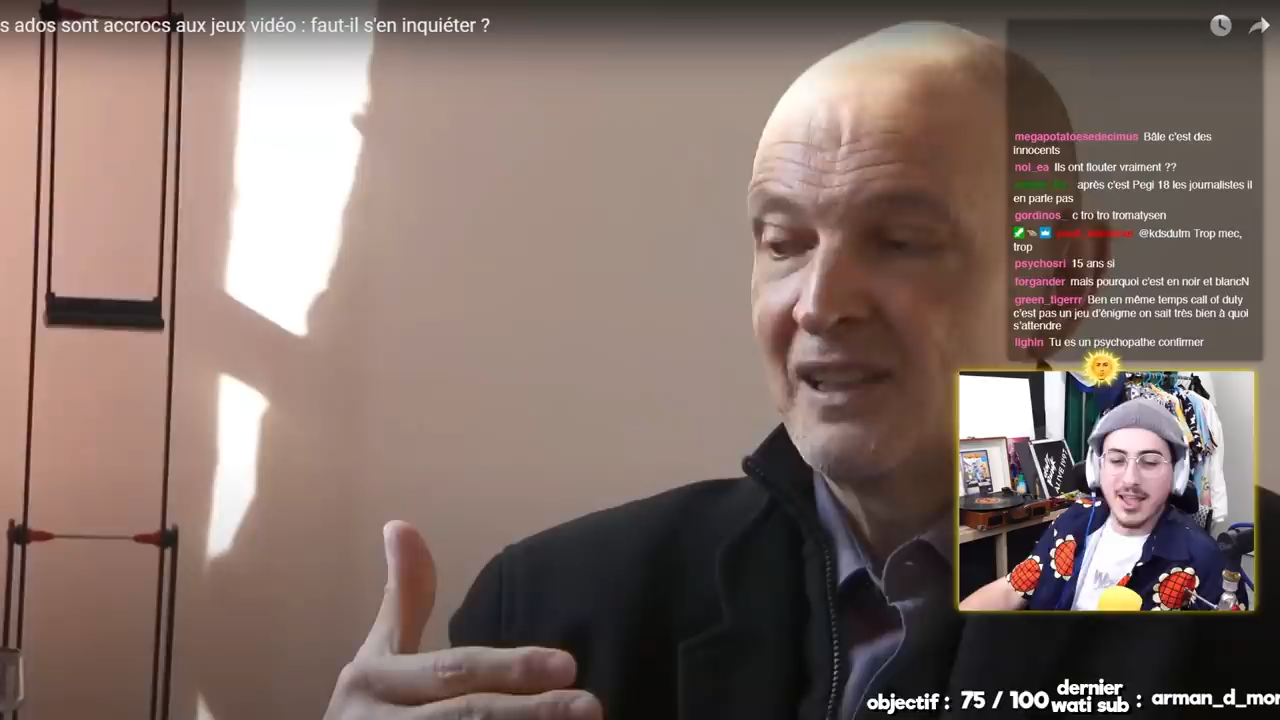 s ados sont accrocs aux jeux vidéo : faut-il s'en inquiéter ?
megapotatoesedecimus Bâle c'est des
innocents
noi_ea Ils ont flouter vraiment ??
après c'est Pegi 18 les journalistes il
en parle pas
gordinos_ c tro tro tromatysen
@kdsdutm Trop mec,
trop
psychosri 15 ans si
forgander mais pourquoi c'est en noir et blancN
green_tigerrr Ben en même temps call of duty
c'est pas un jeu d'énigme on sait très bien à quoi
s'attendre
lighin Tu es un psychopathe confirmer
objectif : 75 / 100
dernier
wati sub : arman_d_mor